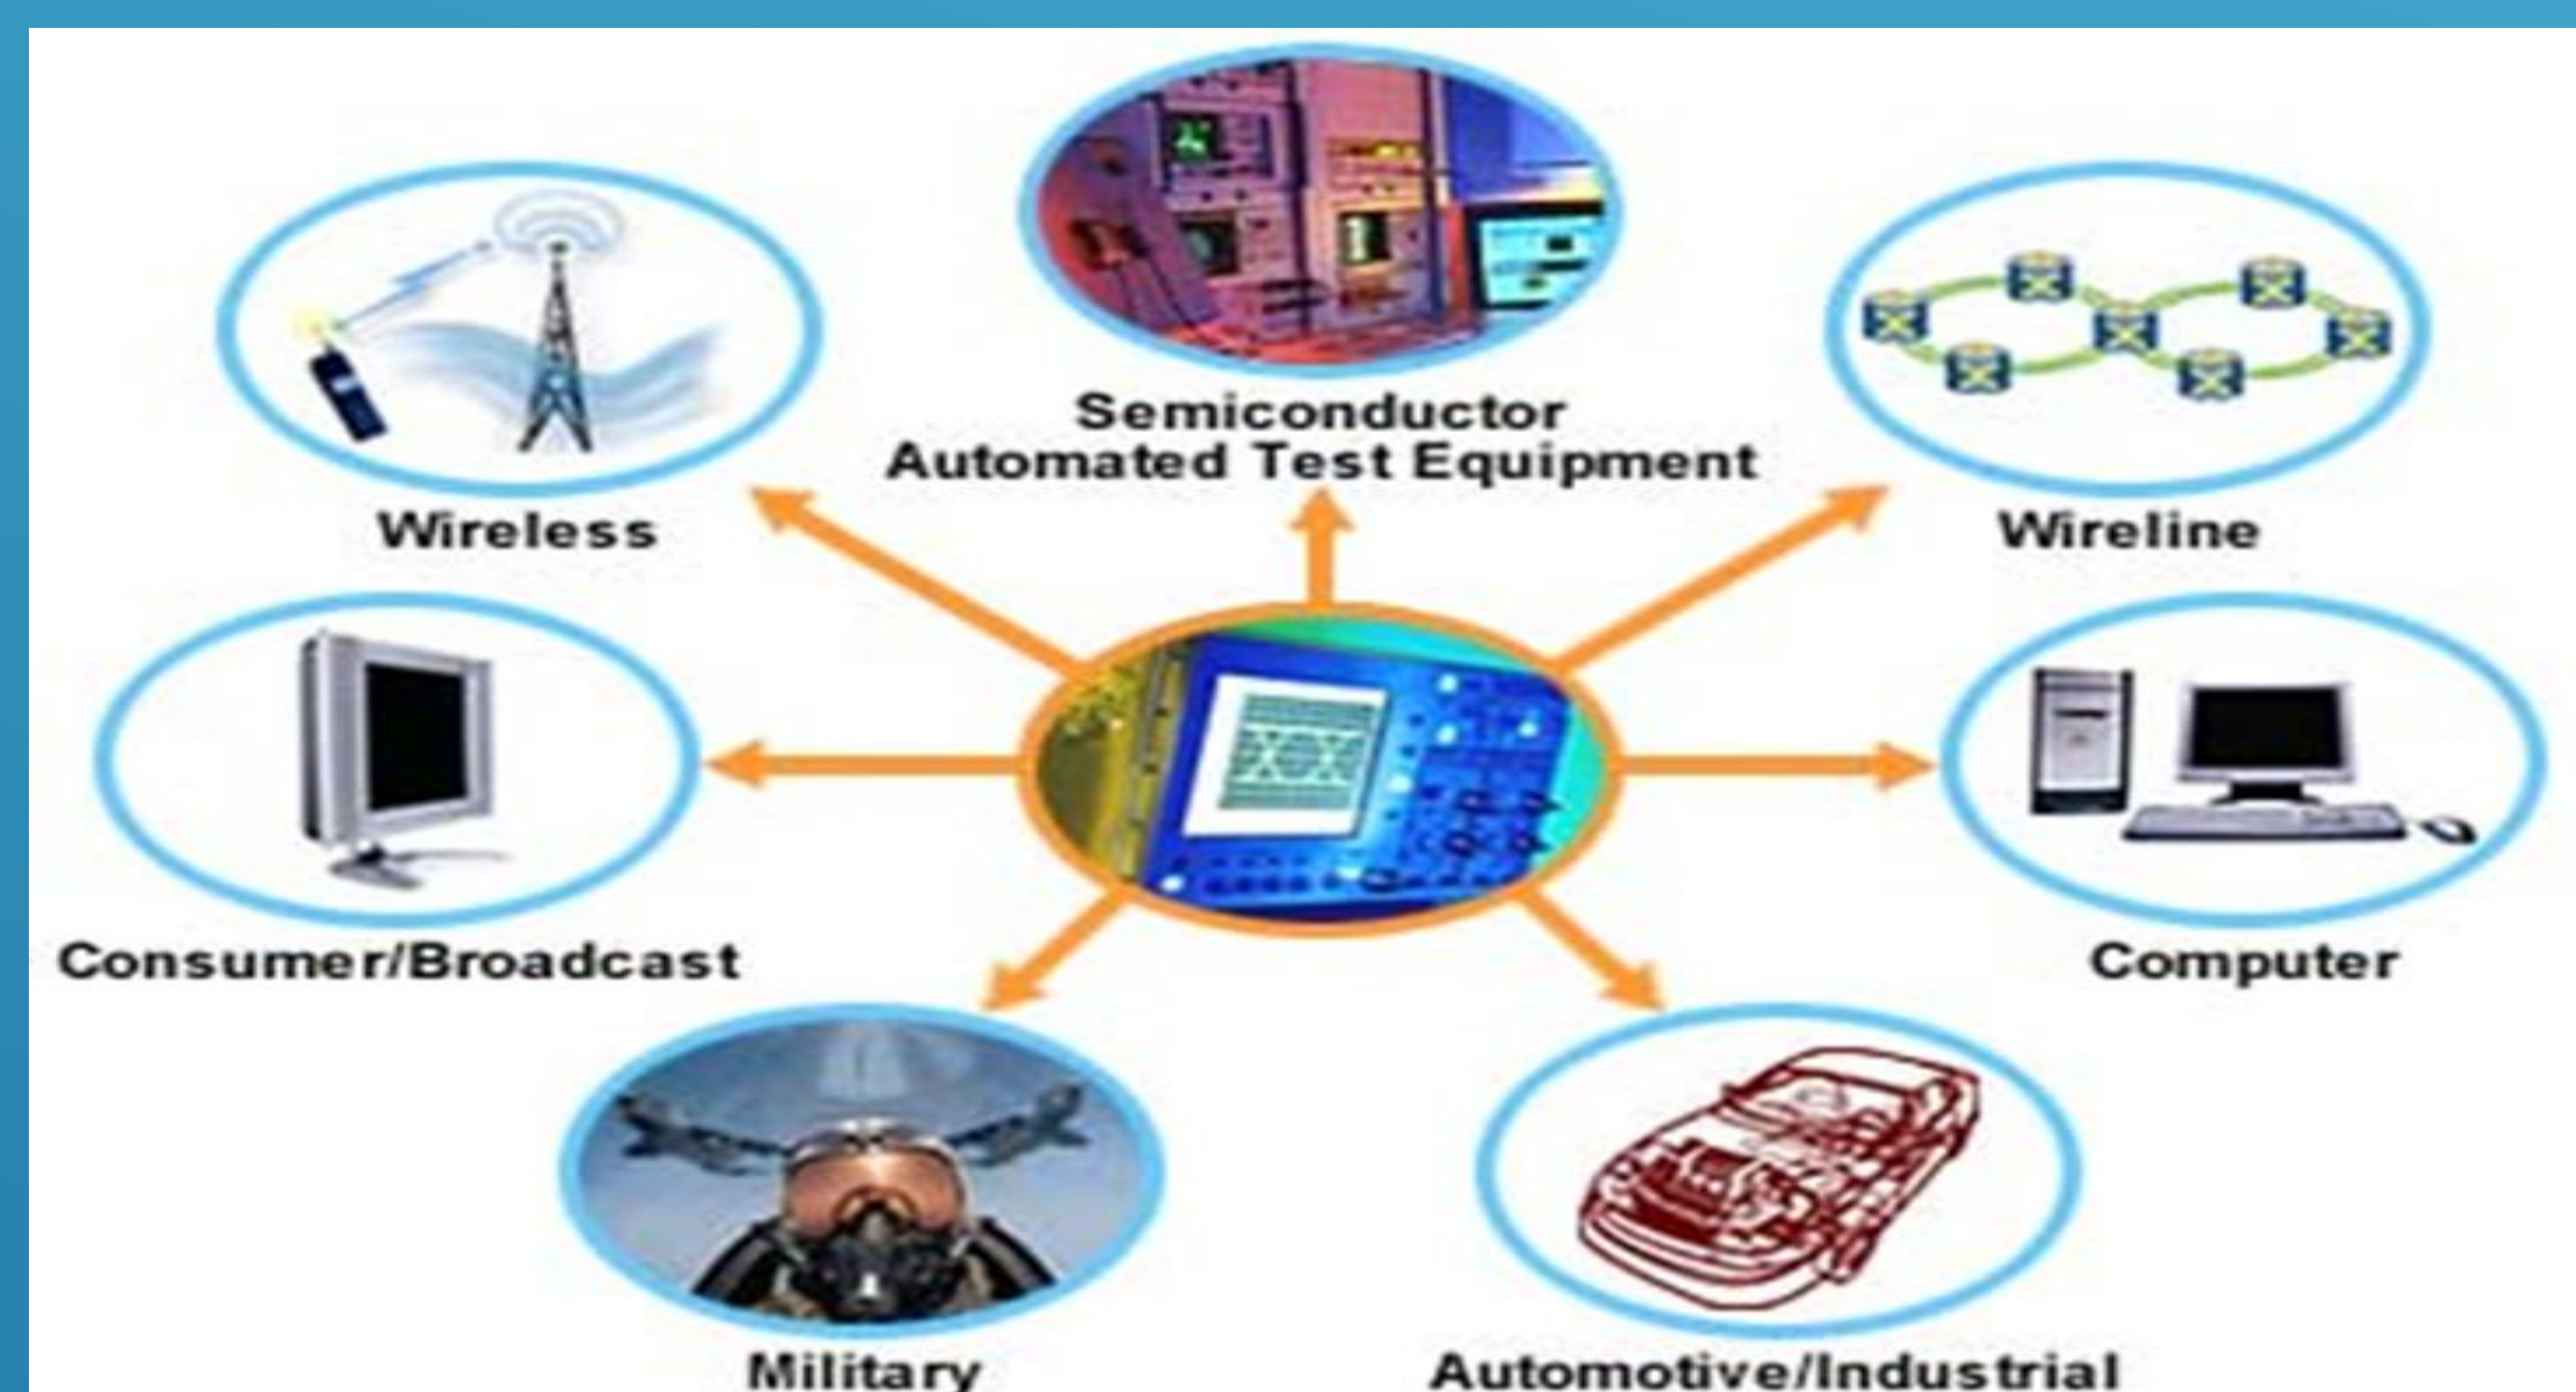 Semiconductor
Automated Test Equipment
Wireless
Wireline
Consumer/Broadcast
Computer
Military
Automotive/Industrial